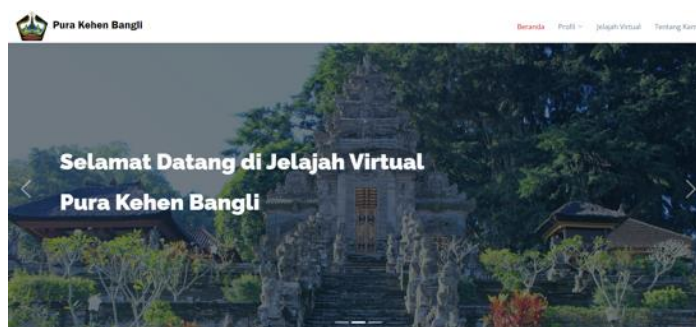 Pura Kehen Bangli
Beranda Profil Jelajah Virtual Tentang Kam
Selamat Datang di Jelajah Virtual
Pura Kehen Bangli